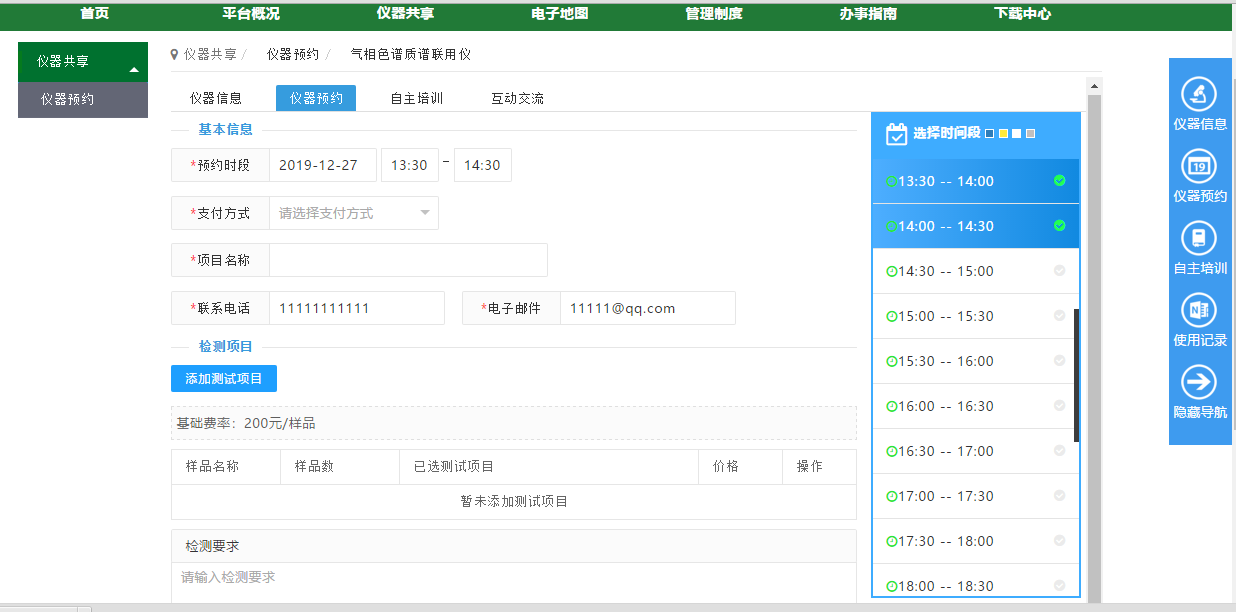 首页 平台概况 仪器共享 电子地图 管理制度 办事指南 下载中心
仪器共享
仪器预约
仪器共享 / 仪器预约 / 气相色谱质谱联用仪
仪器信息 仪器预约 自主培训 互动交流
基本信息
*预约时段 2019-12-27 13:30 - 14:30
*支付方式 请选择支付方式
*项目名称
*联系电话 11111111111 *电子邮件 11111@qq.com
检测项目
添加测试项目
基础费率：200元/样品
样品名称 样品数 已选测试项目 价格 操作
暂未添加测试项目
检测要求
请输入检测要求
选择时间段
13:30 -- 14:00
14:00 -- 14:30
14:30 -- 15:00
15:00 -- 15:30
15:30 -- 16:00
16:00 -- 16:30
16:30 -- 17:00
17:00 -- 17:30
17:30 -- 18:00
18:00 -- 18:30
仪器信息
19
仪器预约
自主培训
N
使用记录
隐藏导航